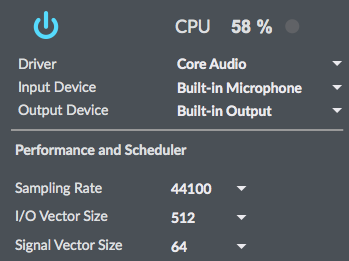 CPU 58 %
Driver Core Audio
Input Device Built-in Microphone
Output Device Built-in Output
Performance and Scheduler
Sampling Rate 44100
I/O Vector Size 512
Signal Vector Size 64